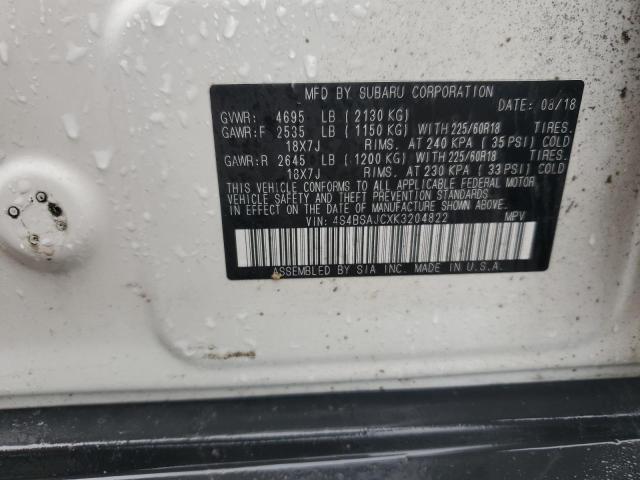 MFD BY SUBARU CORPORATION
DATE: 08/18
GVWR: 4695 LB (2130 KG)
GAWR:F 2535 LB (1150 KG) WITH 225/60R18 TIRES.
18X7J RIMS. AT 240 KPA (35 PSI) COLD
GAWR:R 2645 LB (1200 KG) WITH 225/60R18 TIRES.
18X7J RIMS. AT 230 KPA (33 PSI) COLD
THIS VEHICLE CONFORMS TO ALL APPLICABLE FEDERAL MOTOR
VEHICLE SAFETY AND THEFT PREVENTION STANDARDS
IN EFFECT ON THE DATE OF MANUFACTURE SHOWN ABOVE.
VIN: 4S4BSAJCXK3204822 MPV
ASSEMBLED BY SIA INC. MADE IN U.S.A.